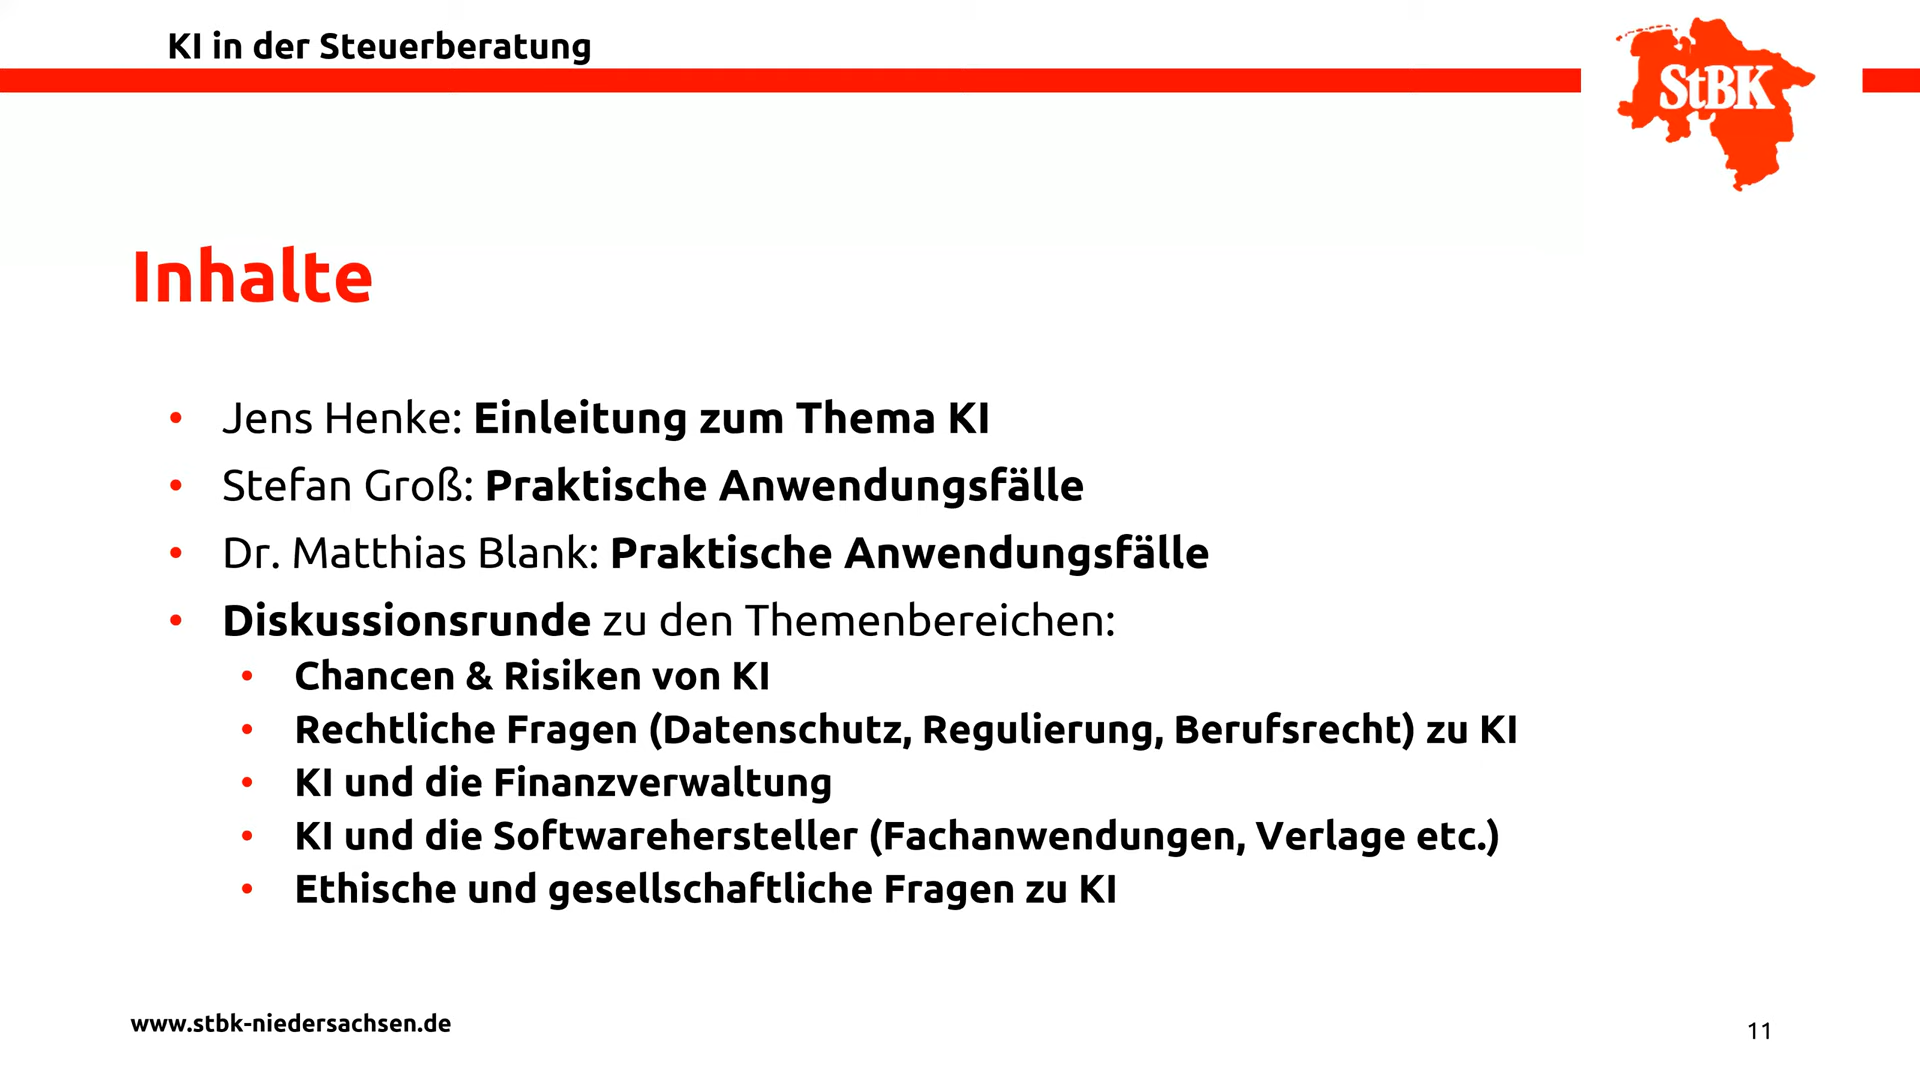 KI in der Steuerberatung
StBK
Inhalte
• Jens Henke: Einleitung zum Thema KI
• Stefan Groß: Praktische Anwendungsfälle
• Dr. Matthias Blank: Praktische Anwendungsfälle
• Diskussionsrunde zu den Themenbereichen:
• Chancen & Risiken von KI
• Rechtliche Fragen (Datenschutz, Regulierung, Berufsrecht) zu KI
• KI und die Finanzverwaltung
• KI und die Softwarehersteller (Fachanwendungen, Verlage etc.)
• Ethische und gesellschaftliche Fragen zu KI
www.stbk-niedersachsen.de
11